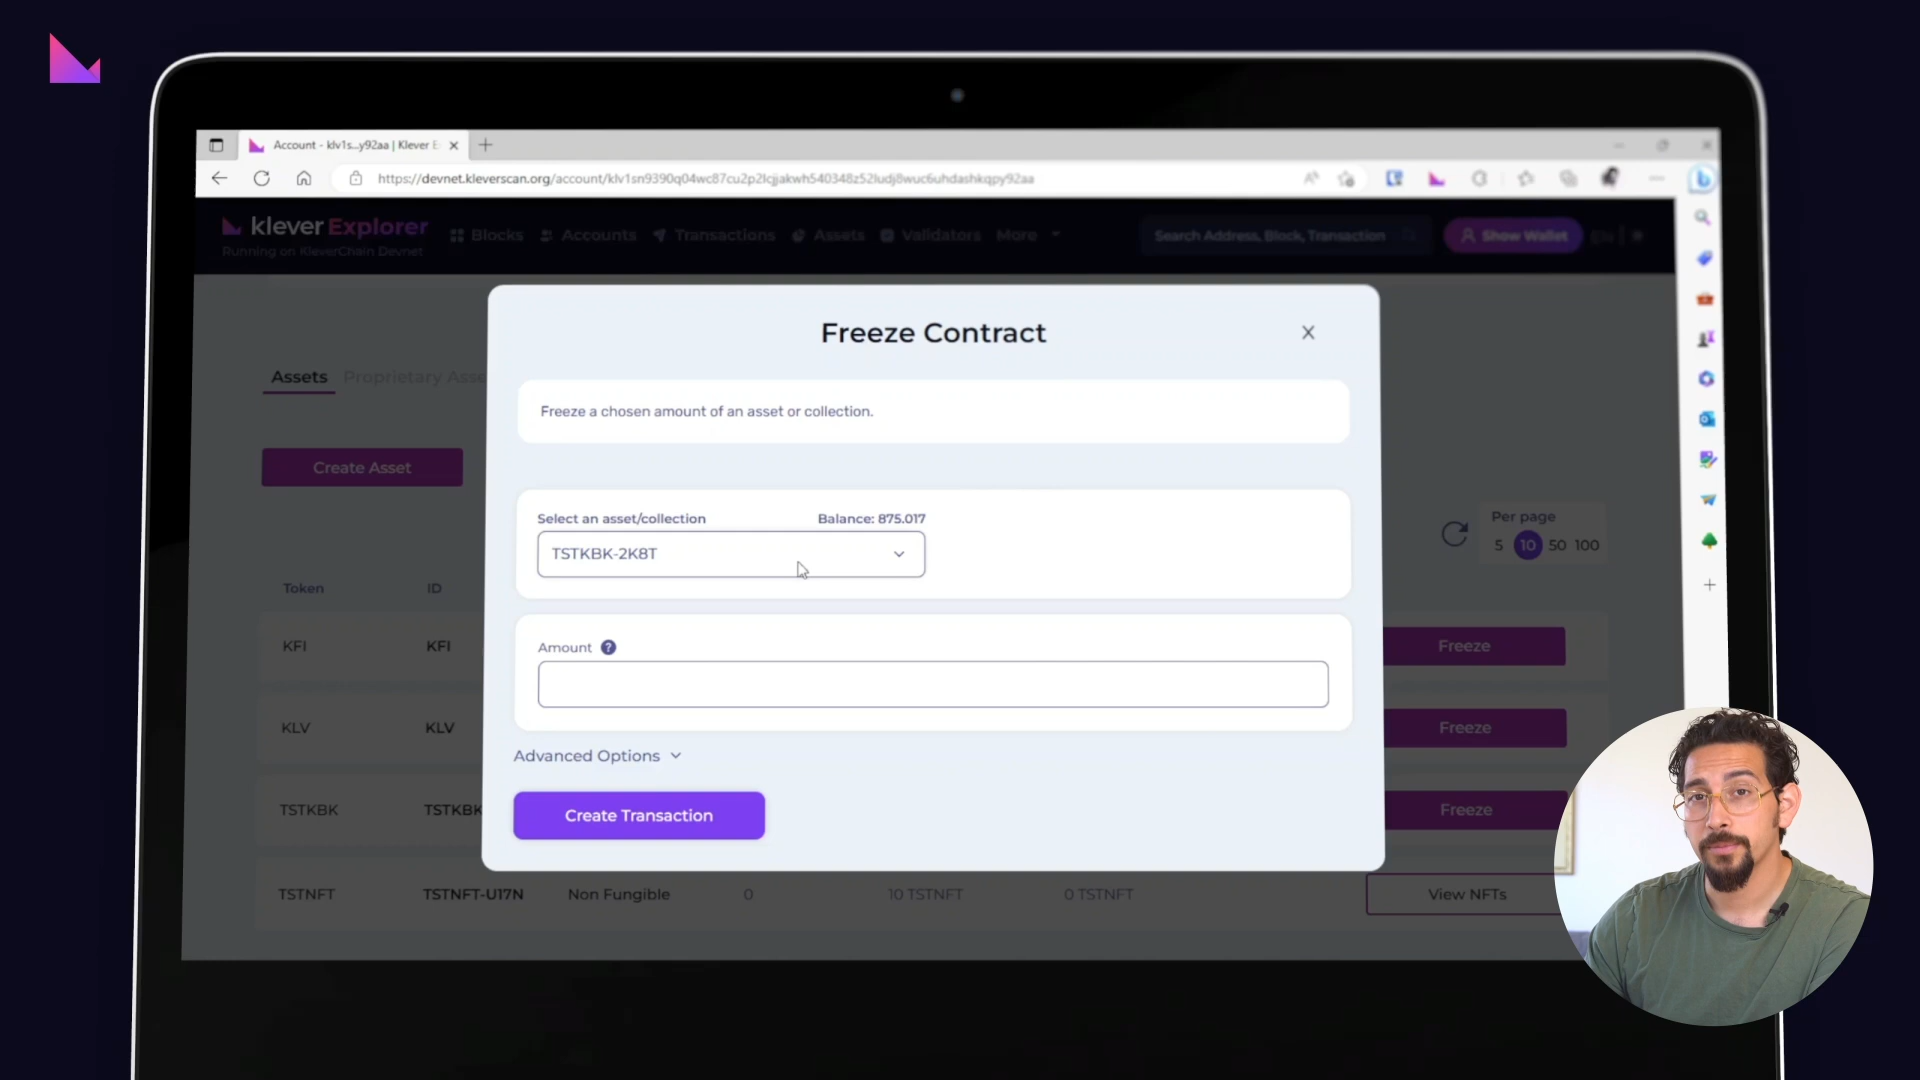 Account - klv1s...y92aa | Klever E
https://devnet.kleverscan.org/account/klv1sn9390q04wc87cu2p2lcjjakwh540348z52ludj8wuc6uhdashkqpy92aa
klever Explorer
Running on KleverChain Devnet
Blocks
Accounts
Transactions
Assets
Validators
More
Search Address, Block, Transaction
Show Wallet
Freeze Contract
Freeze a chosen amount of an asset or collection.
Assets
Proprietary Asse
Create Asset
Select an asset/collection
Balance: 875.017
TSTKBK-2K8T
Per page
5 10 50 100
Token
ID
Amount ?
KFI
KFI
Freeze
KLV
KLV
Freeze
Advanced Options
TSTKBK
TSTKBK
Freeze
Create Transaction
TSTNFT
TSTNFT-U17N
Non Fungible
0
10 TSTNFT
0 TSTNFT
View NFTs